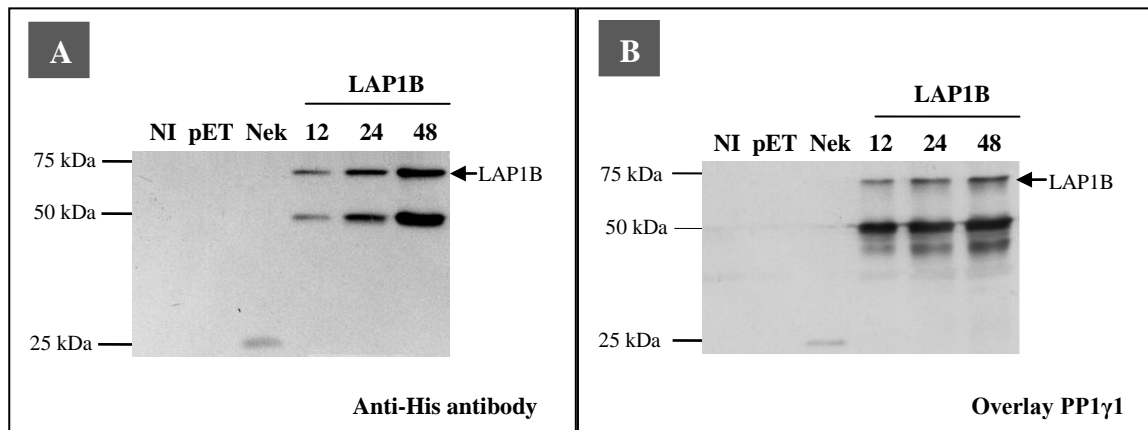 A
LAP1B
NI pET Nek 12 24 48
75 kDa
LAP1B
50 kDa
25 kDa
Anti-His antibody
B
LAP1B
NI pET Nek 12 24 48
75 kDa
LAP1B
50 kDa
25 kDa
Overlay PP1γ1